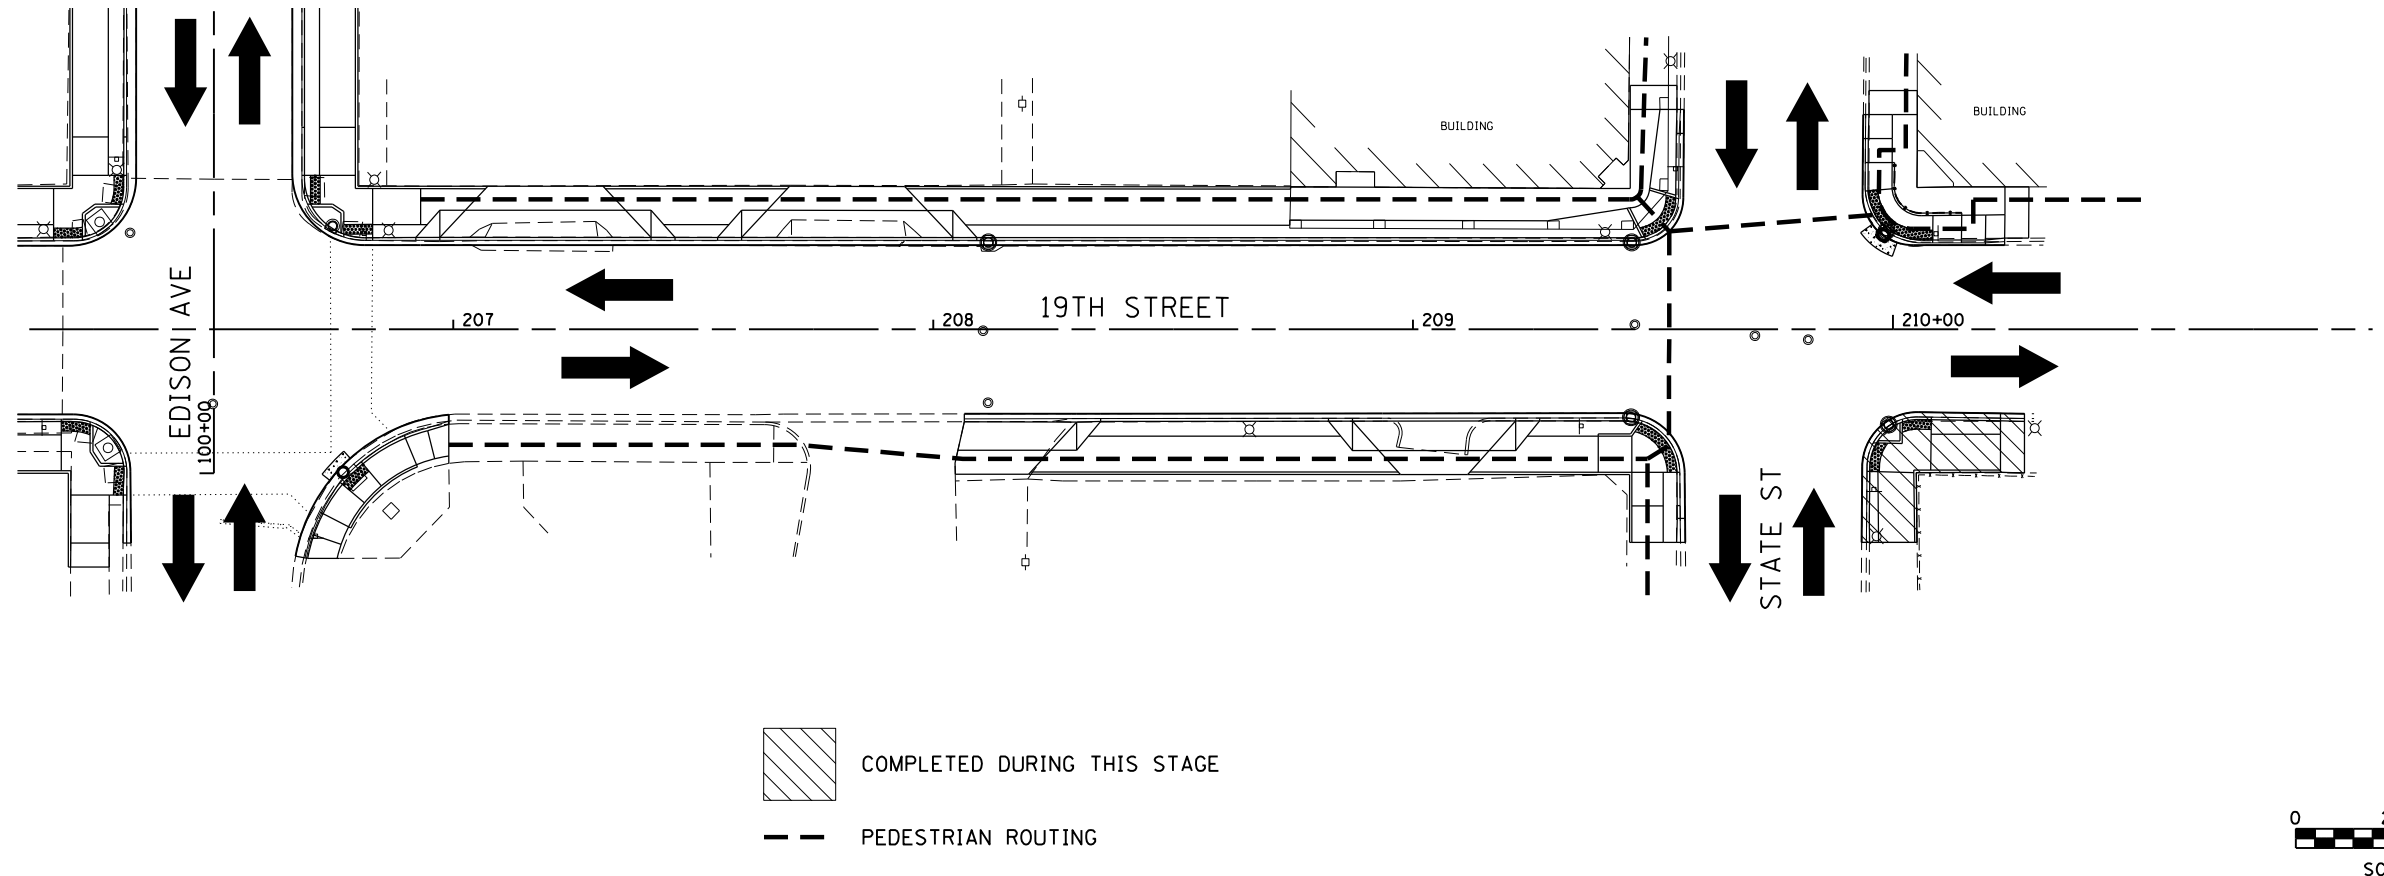 BUILDING
BUILDING
EDISON AVE
100+00
19TH STREET
207
208
209
210+00
STATE ST
COMPLETED DURING THIS STAGE
PEDESTRIAN ROUTING
0